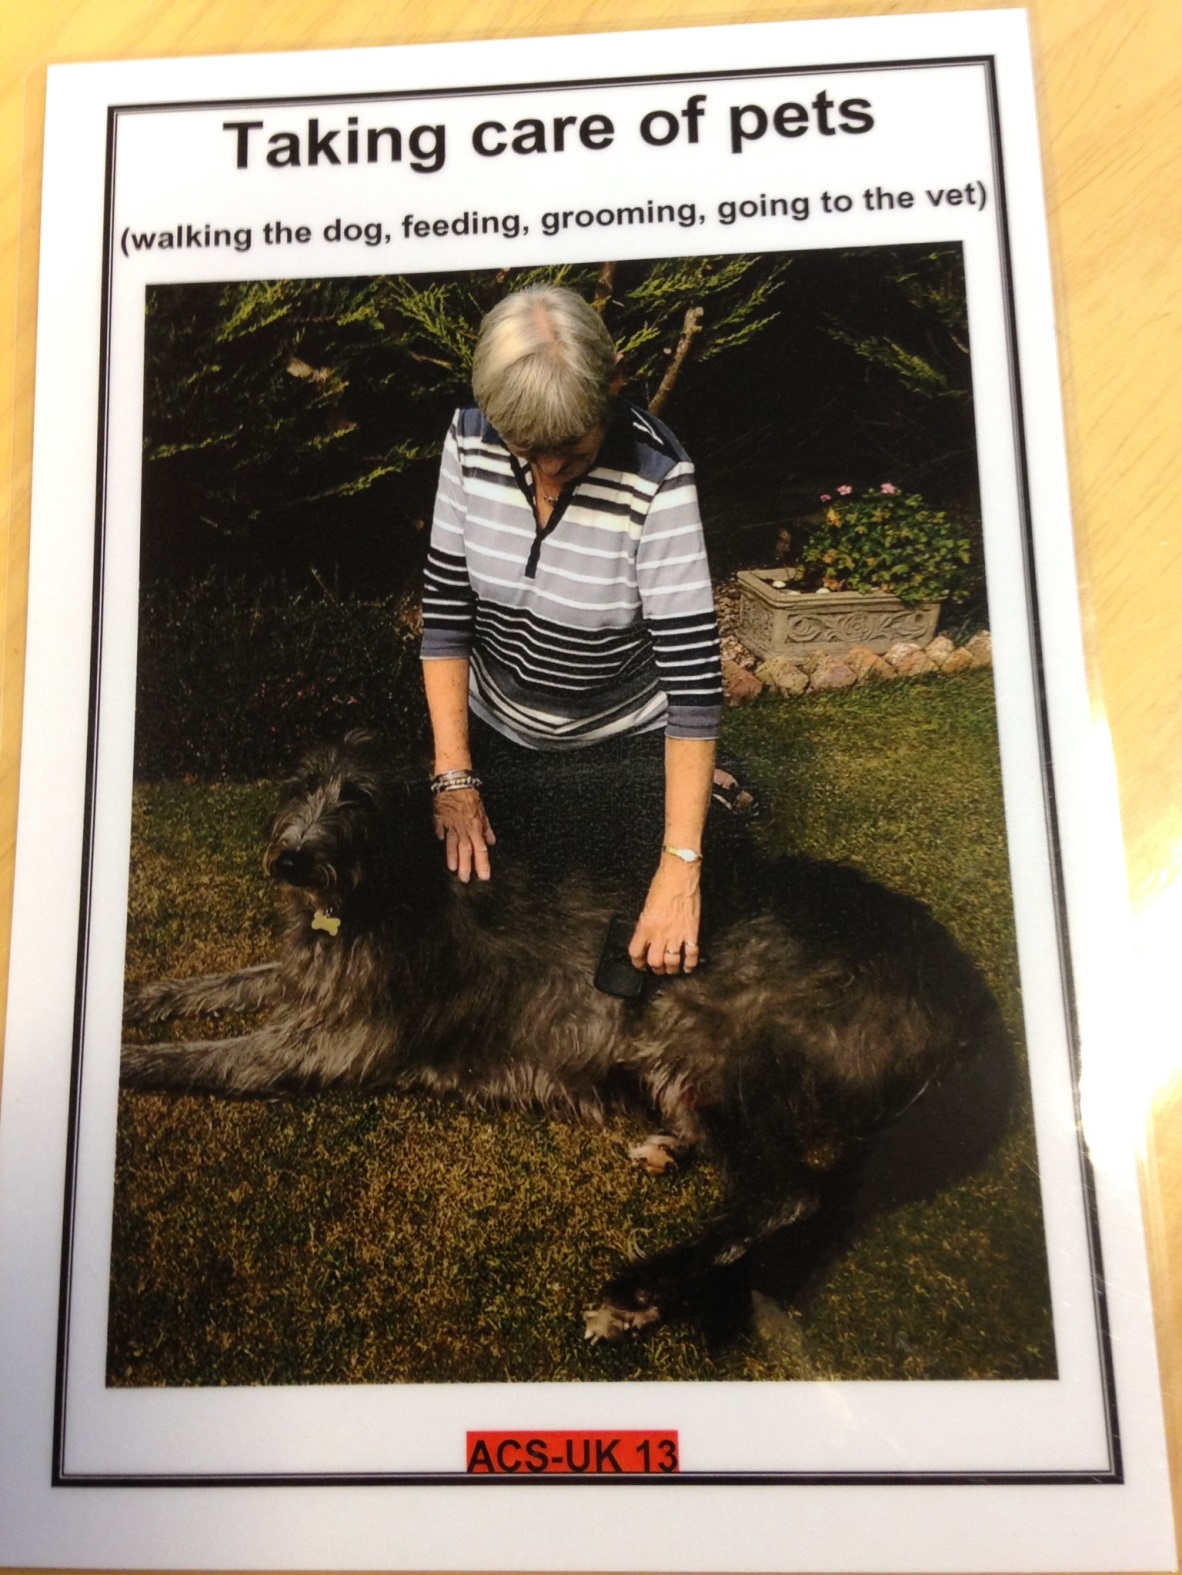 Taking care of pets
(walking the dog, feeding, grooming, going to the vet)
ACS-UK 13